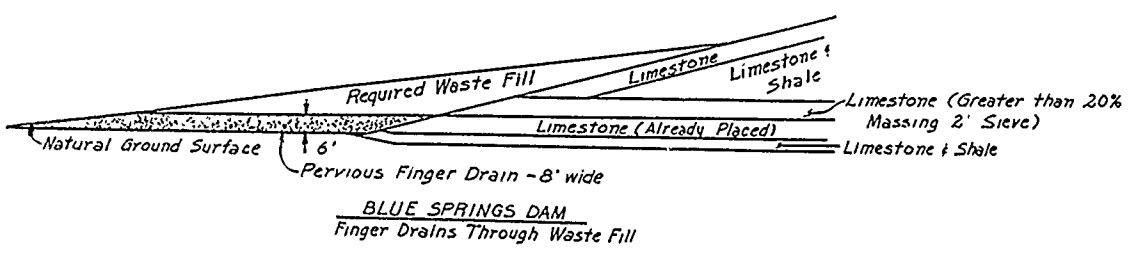 Required Waste Fill
Limestone
Limestone &
Shale
Limestone (Greater than 20%
Massing 2' Sieve)
Limestone (Already Placed)
Limestone & Shale
Natural Ground Surface
6'
Pervious Finger Drain - 8' wide
BLUE SPRINGS DAM
Finger Drains Through Waste Fill